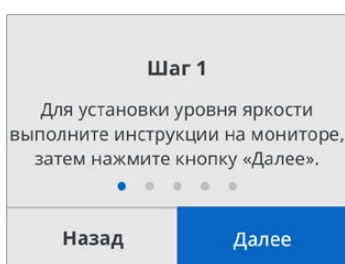 Шаг 1
Для установки уровня яркости
выполните инструкции на мониторе,
затем нажмите кнопку «Далее».
Назад Далее